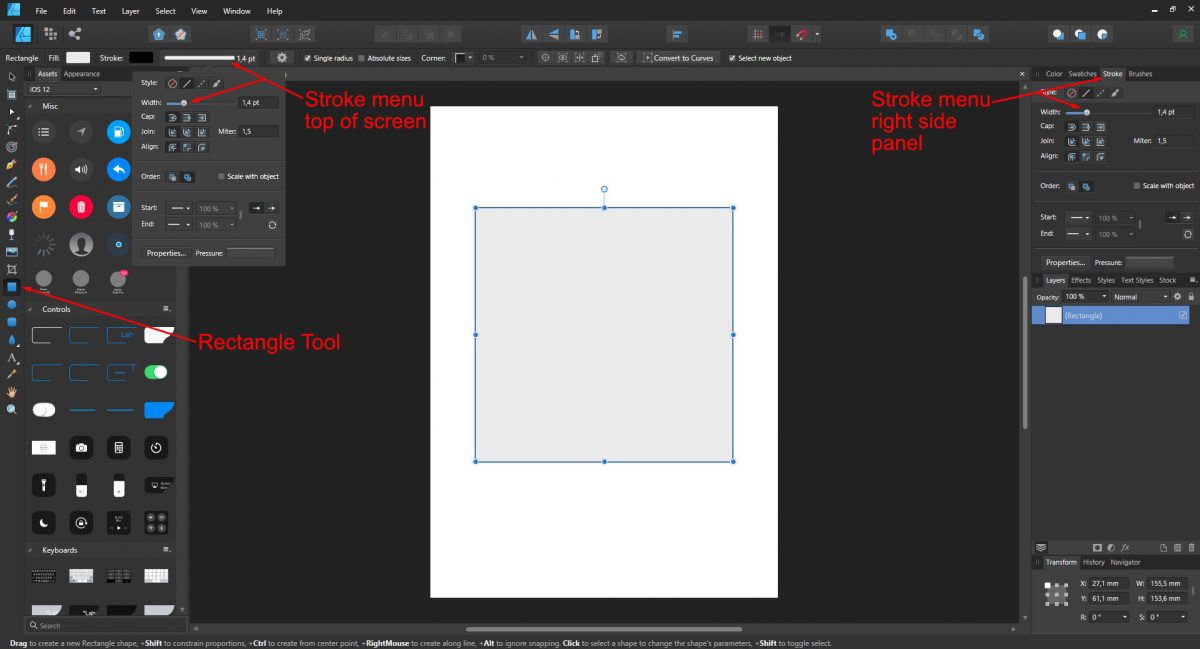 File Edit Text Layer Select View Window Help
Rectangle Fill: Stroke: 1,4 pt Single radius Absolute sizes Corner: 0 % Convert to Curves Select new object
Assets Appearance
iOS 12
Misc
Style:
Width: 1,4 pt
Cap:
Join: Miter: 1,5
Align:
Order: Scale with object
Start: 100 %
End: 100 %
Properties... Pressure:
Stroke menu
top of screen
Stroke menu
right side
panel
Color Swatches Stroke Brushes
Style:
Width: 1,4 pt
Cap:
Join: Miter: 1,5
Align:
Order: Scale with object
Start: 100 %
End: 100 %
Properties... Pressure:
Layers Effects Styles Text Styles Stock
Opacity: 100 % Normal
(Rectangle)
Controls
Rectangle Tool
Keyboards
Search
Transform History Navigator
X: 27,1 mm W: 155,5 mm
Y: 61,1 mm H: 153,6 mm
R: 0 ° S: 0 °
Drag to create a new Rectangle shape, +Shift to constrain proportions, +Ctrl to create from center point, +RightMouse to create along line, +Alt to ignore snapping. Click to select a shape to change the shape's parameters, +Shift to toggle select.